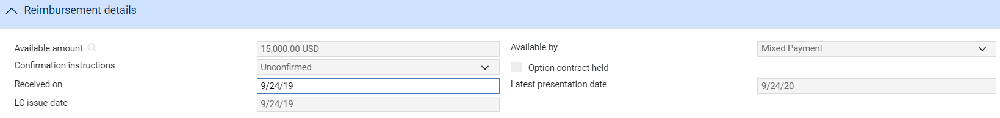 Reimbursement details
Available amount 15,000.00 USD Available by Mixed Payment
Confirmation instructions Unconfirmed Option contract held
Received on 9/24/19 Latest presentation date 9/24/20
LC issue date 9/24/19